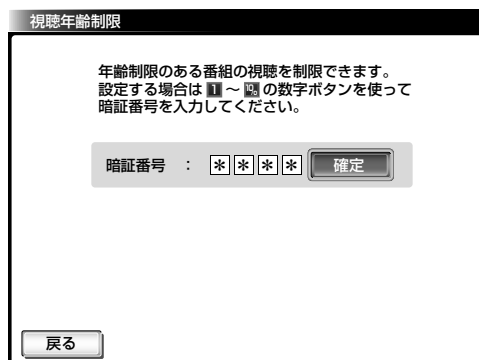 視聴年齢制限
年齢制限のある番組の視聴を制限できます。
設定する場合は 1 ～ 10 の数字ボタンを使って
暗証番号を入力してください。
暗証番号 ： ＊＊＊＊ 確定
戻る